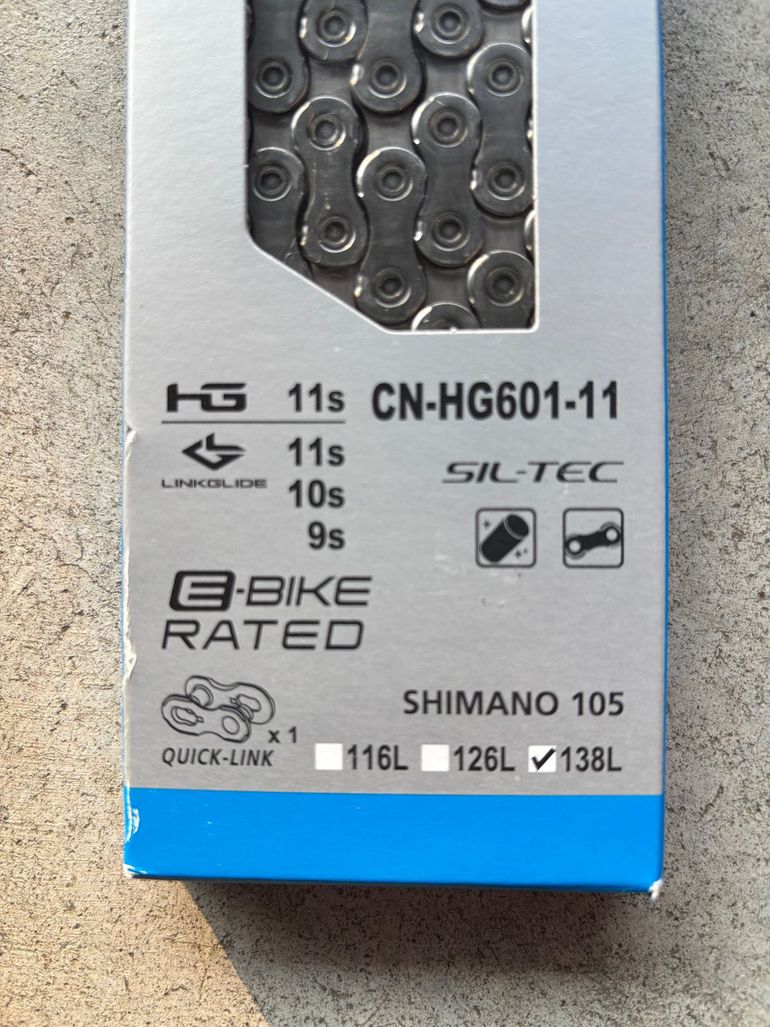 HG 11s CN-HG601-11
LINKGLIDE 11s
10s
9s
SIL-TEC
E-BIKE
RATED
x 1
QUICK-LINK
SHIMANO 105
116L 126L 138L